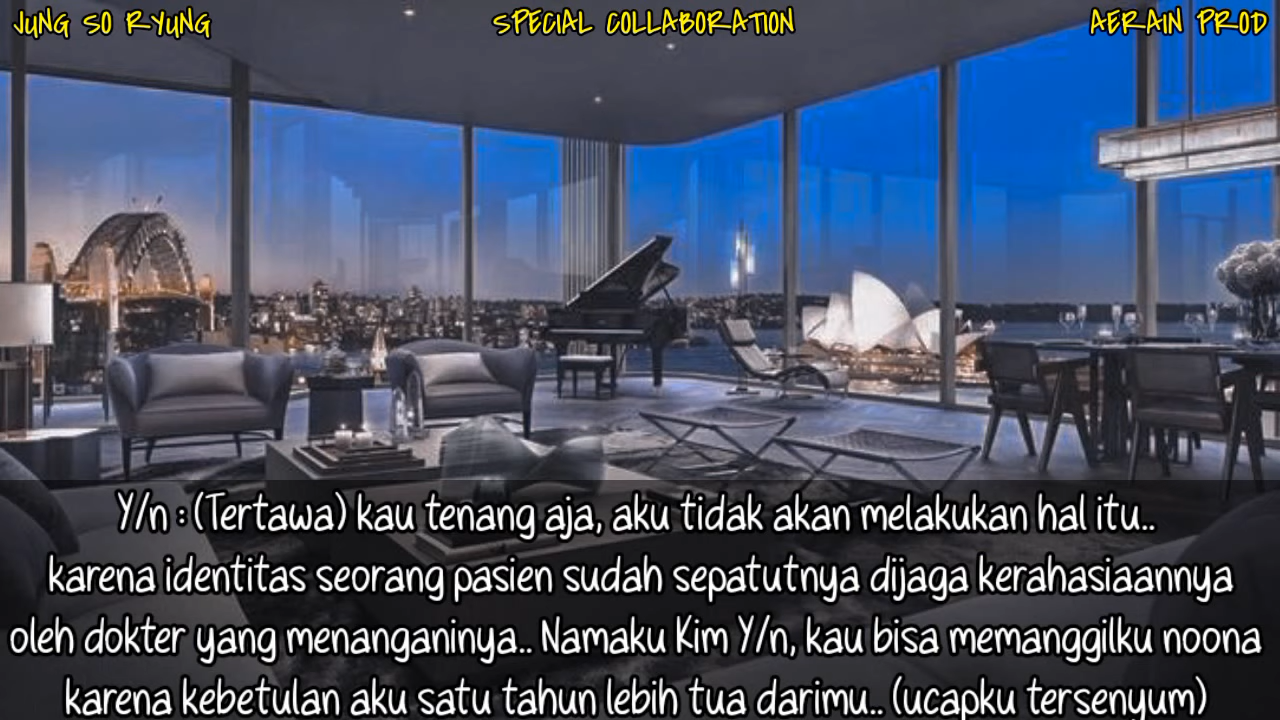 JUNG SO RYUNG
SPECIAL COLLABORATION
AERAIN PROD
Y/n : (Tertawa) kau tenang aja, aku tidak akan melakukan hal itu..
karena identitas seorang pasien sudah sepatutnya dijaga kerahasiaannya
oleh dokter yang menanganinya.. Namaku Kim Y/n, kau bisa memanggilku noona
karena kebetulan aku satu tahun lebih tua darimu.. (ucapku tersenyum)